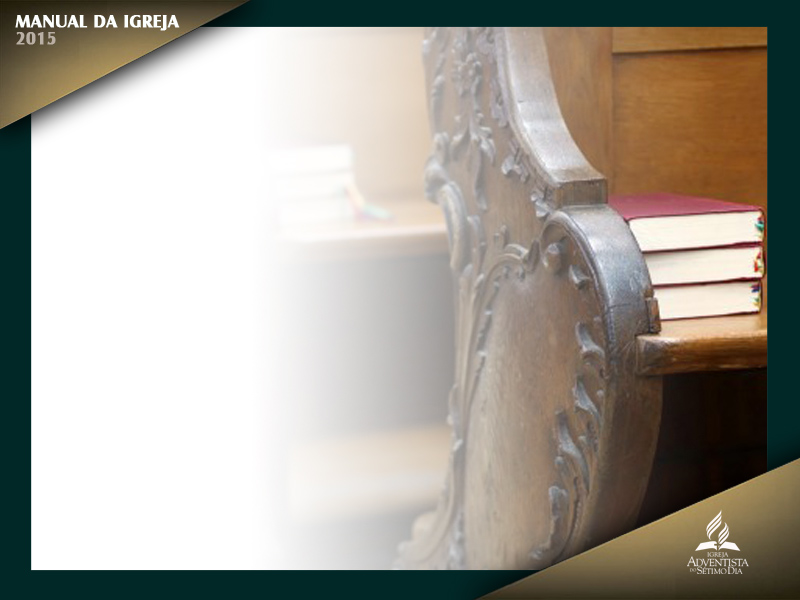 MANUAL DA IGREJA
2015
IGREJA
ADVENTISTA
DO SÉTIMO DIA